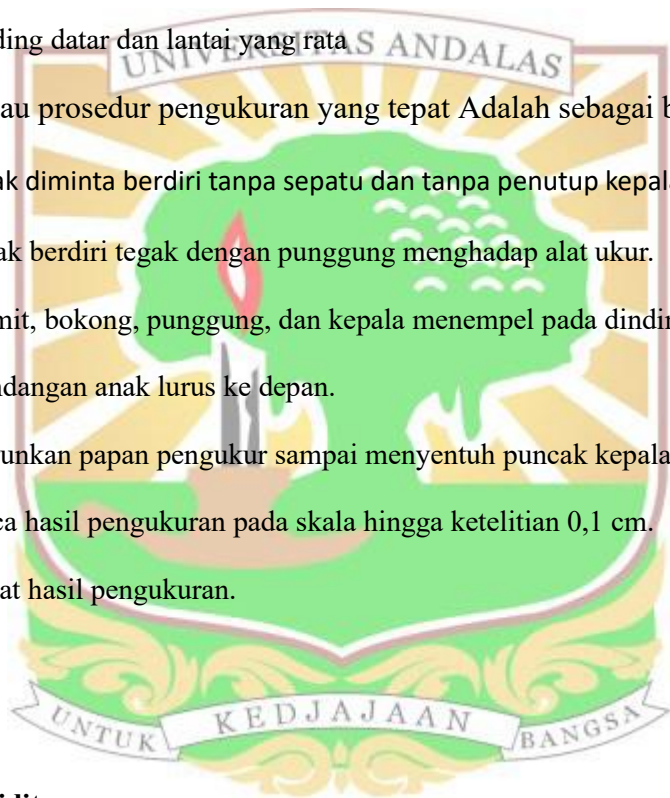 ding datar dan lantai yang rata
UNIVERSITAS ANDALAS
au prosedur pengukuran yang tepat Adalah sebagai b
ak diminta berdiri tanpa sepatu dan tanpa penutup kepala
ak berdiri tegak dengan punggung menghadap alat ukur.
mit, bokong, punggung, dan kepala menempel pada dindin
ndangan anak lurus ke depan.
unkan papan pengukur sampai menyentuh puncak kepala
ca hasil pengukuran pada skala hingga ketelitian 0,1 cm.
at hasil pengukuran.
UNTUK KEDJAJAAN BANGSA